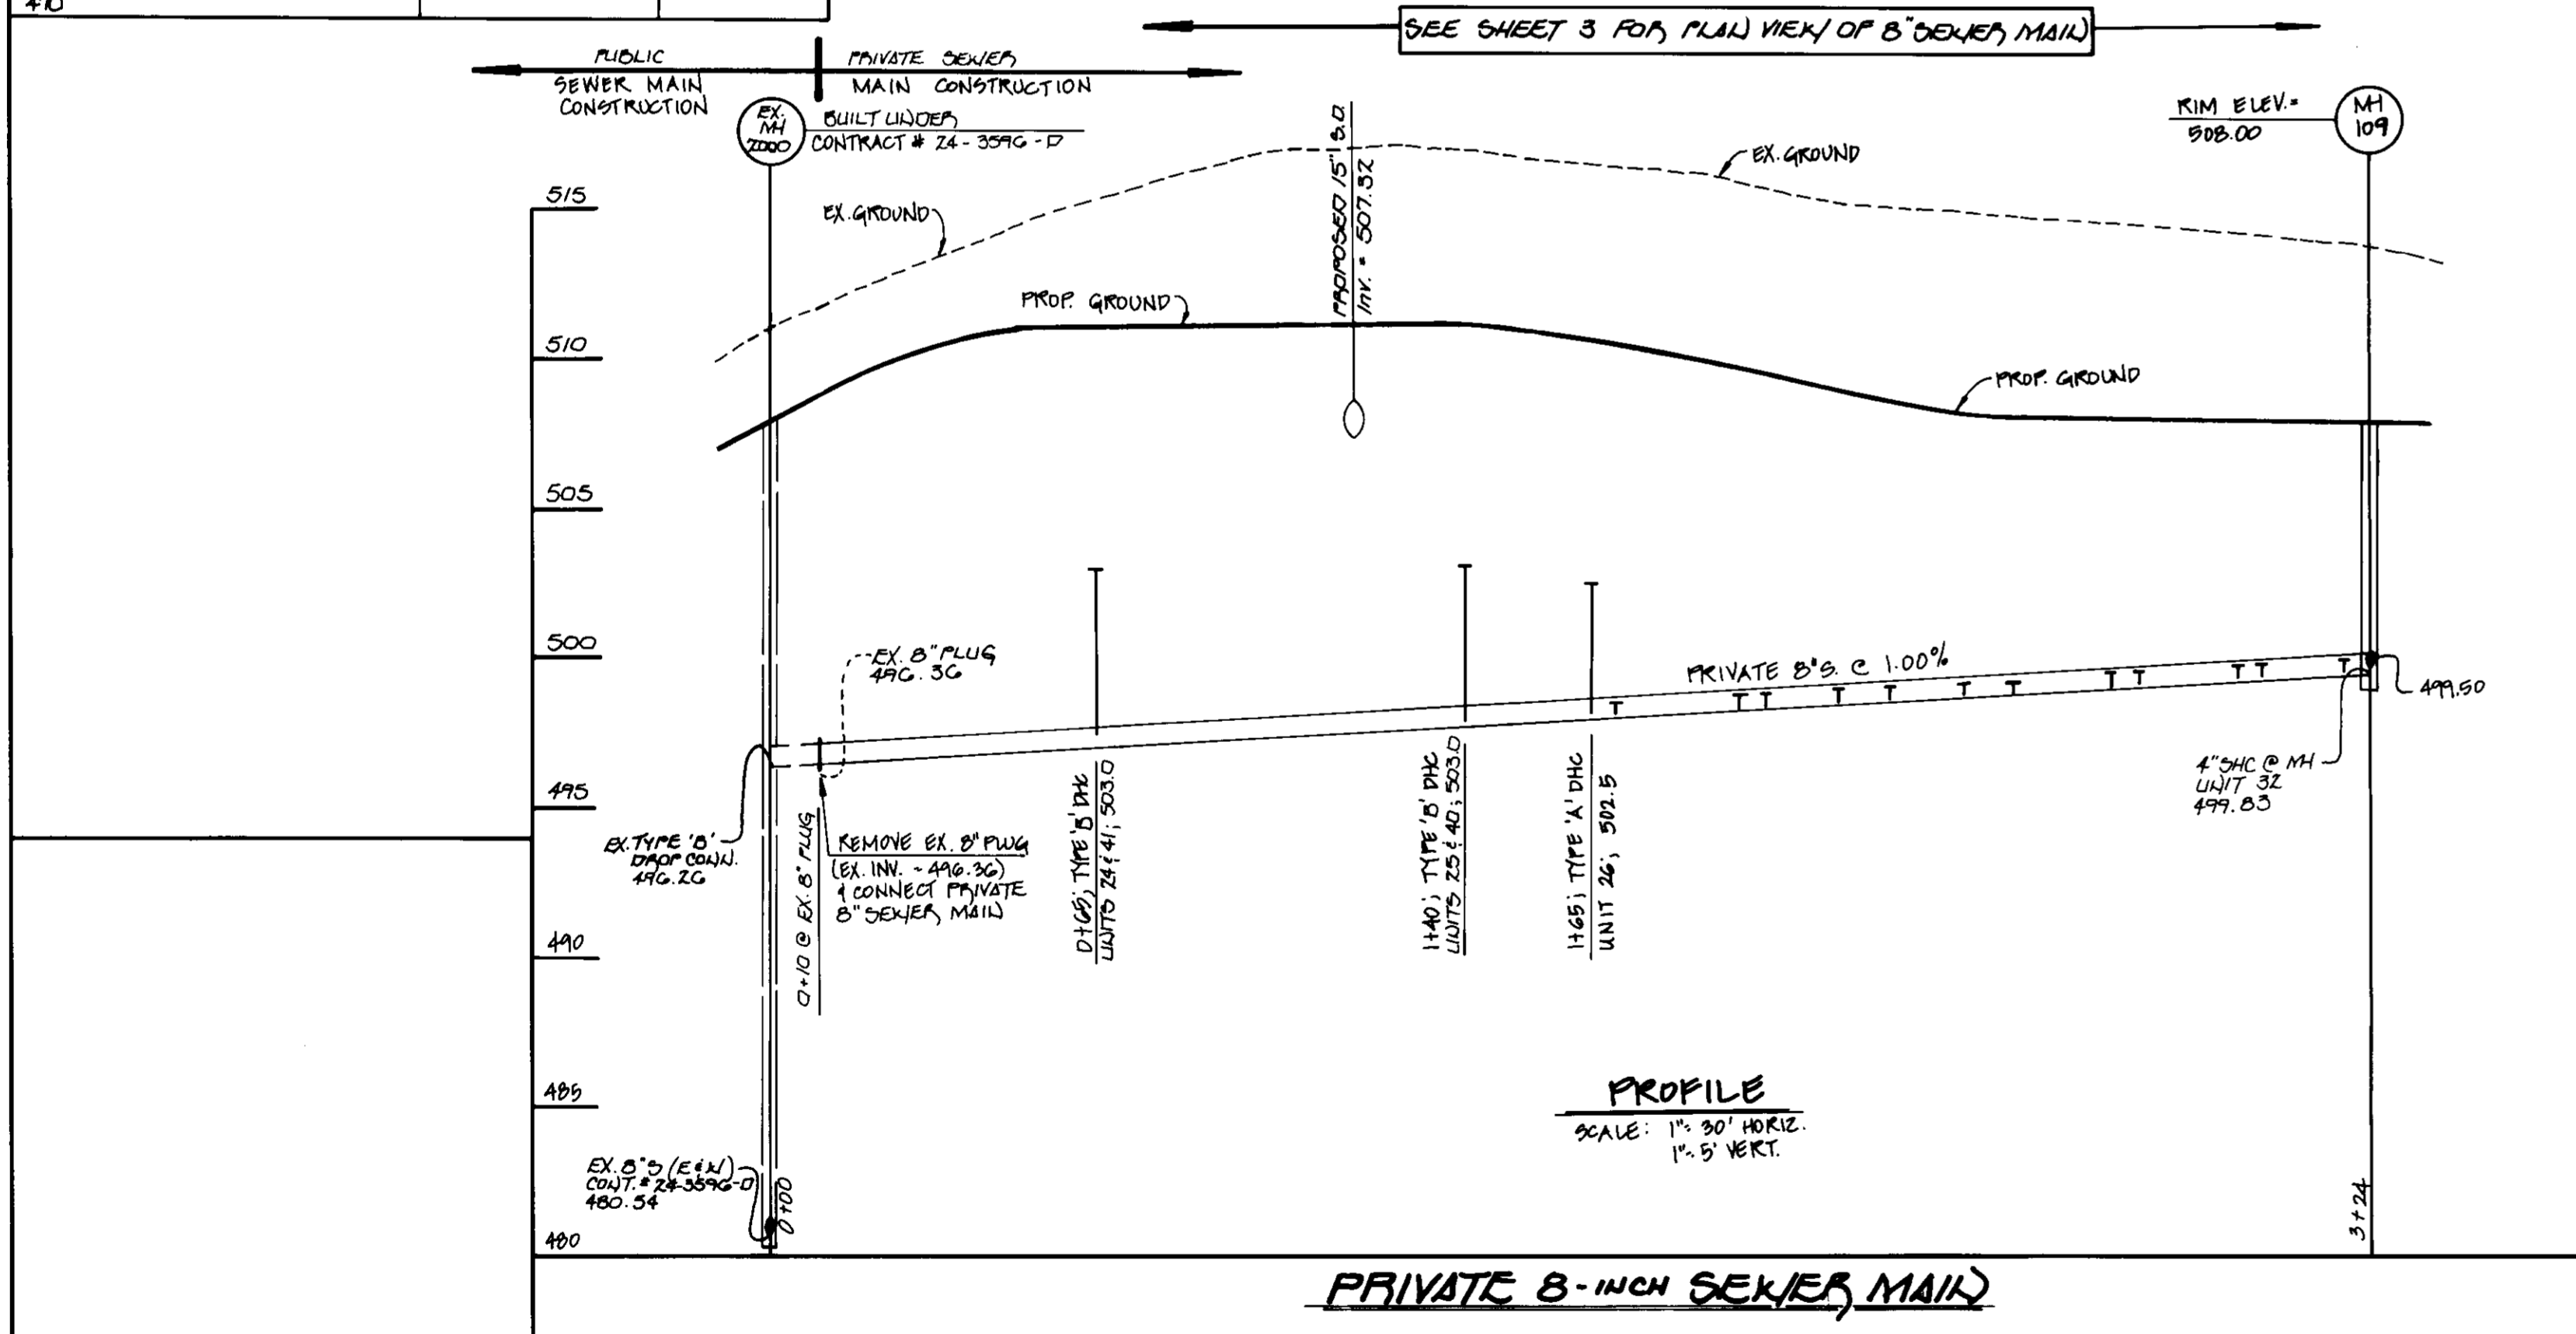 SEE SHEET 3 FOR PLAN VIEW OF 8" SEWER MAIN
PUBLIC
SEWER MAIN
CONSTRUCTION
PRIVATE SEWER
MAIN CONSTRUCTION
EX.
MH
2000
BUILT UNDER
CONTRACT # 24-3596-D
RIM ELEV.=
508.00
MH
109
PROPOSED 15" S.D.
INV. = 507.32
EX. GROUND
EX. GROUND
PROP. GROUND
PROP. GROUND
515
510
505
500
495
490
485
480
EX. 8" PLUG
496.36
PRIVATE 8"S. @ 1.00%
499.50
4" SHC @ MH
UNIT 32
499.83
EX. TYPE 'B'
DROP CONN.
496.26
0+10 @ EX. 8" PLUG
REMOVE EX. 8" PLUG
(EX. INV. - 496.36)
& CONNECT PRIVATE
8" SEWER MAIN
0+65; TYPE 'B' DHC
UNITS 24 & 41; 503.0
1+40; TYPE 'B' DHC
UNITS 25 & 40; 503.0
1+65; TYPE 'A' DHC
UNIT 26; 502.5
PROFILE
SCALE: 1"= 30' HORIZ.
1"= 5' VERT.
EX. 8"S (E & W)
CONT. # 24-3596-D
480.54
0+00
3+24
PRIVATE 8-INCH SEWER MAIN